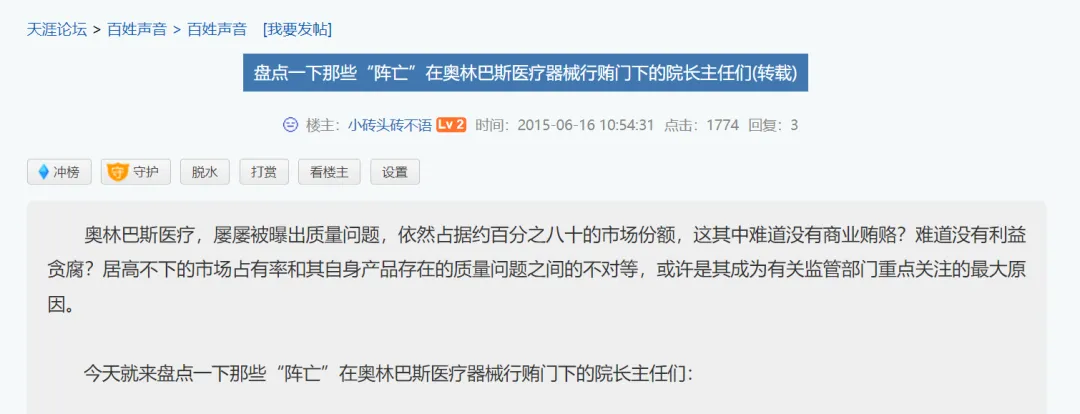 天涯论坛 > 百姓声音 > 百姓声音 [我要发帖]
盘点一下那些“阵亡”在奥林巴斯医疗器械行贿门下的院长主任们(转载)
楼主：小砖头砖不语 Lv 2 时间：2015-06-16 10:54:31 点击：1774 回复：3
冲榜 守 守护 脱水 打赏 看楼主 设置
奥林巴斯医疗，屡屡被曝出质量问题，依然占据约百分之八十的市场份额，这其中难道没有商业贿赂？难道没有利益
贪腐？居高不下的市场占有率和其自身产品存在的质量问题之间的不对等，或许是其成为有关监管部门重点关注的最大原
因。
今天就来盘点一下那些“阵亡”在奥林巴斯医疗器械行贿门下的院长主任们：